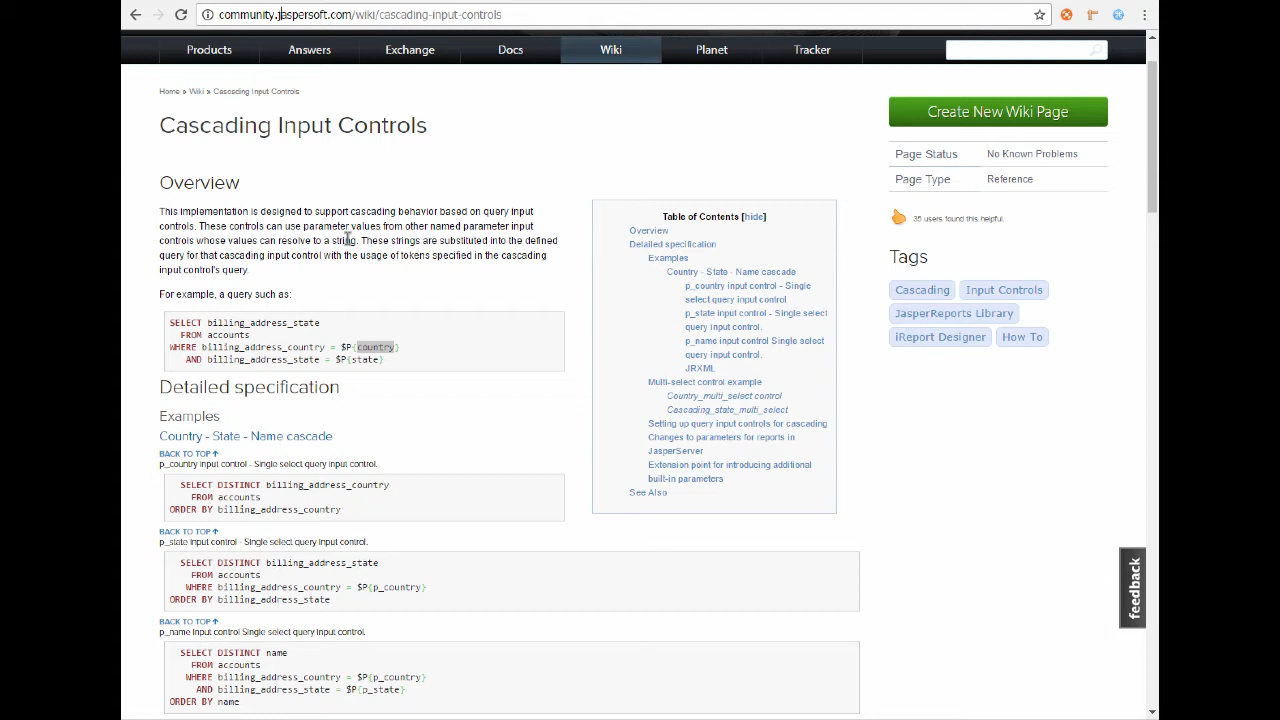 community.jaspersoft.com/wiki/cascading-input-controls
Products Answers Exchange Docs Wiki Planet Tracker
Home » Wiki » Cascading Input Controls
Cascading Input Controls
Overview
This implementation is designed to support cascading behavior based on query input
controls. These controls can use parameter values from other named parameter input
controls whose values can resolve to a string. These strings are substituted into the defined
query for that cascading input control with the usage of tokens specified in the cascading
input control's query.
For example, a query such as:
SELECT billing_address_state
FROM accounts
WHERE billing_address_country = $P{country}
AND billing_address_state = $P{state}
Detailed specification
Examples
Country - State - Name cascade
BACK TO TOP
p_country input control - Single select query input control.
SELECT DISTINCT billing_address_country
FROM accounts
ORDER BY billing_address_country
BACK TO TOP
p_state input control - Single select query input control.
SELECT DISTINCT billing_address_state
FROM accounts
WHERE billing_address_country = $P{p_country}
ORDER BY billing_address_state
BACK TO TOP
p_name input control Single select query input control.
SELECT DISTINCT name
FROM accounts
WHERE billing_address_country = $P{p_country}
AND billing_address_state = $P{p_state}
ORDER BY name
Table of Contents [hide]
Overview
Detailed specification
Examples
Country - State - Name cascade
p_country input control - Single
select query input control.
p_state input control - Single select
query input control.
p_name input control Single select
query input control.
JRXML
Multi-select control example
Country_multi_select control
Cascading_state_multi_select
Setting up query input controls for cascading
Changes to parameters for reports in
JasperServer
Extension point for introducing additional
built-in parameters
See Also
Create New Wiki Page
Page Status No Known Problems
Page Type Reference
35 users found this helpful.
Tags
Cascading Input Controls
JasperReports Library
iReport Designer How To
feedback